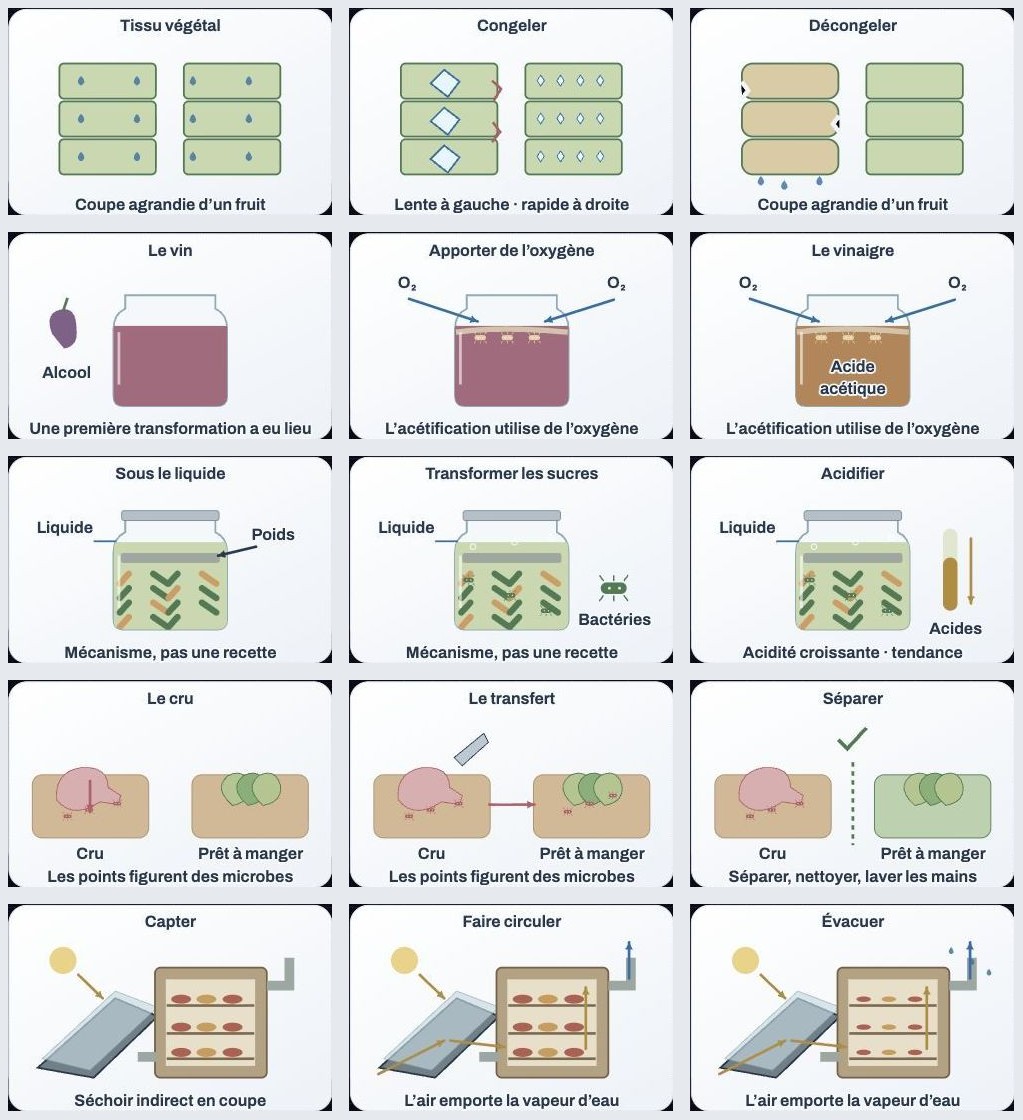 Tissu végétal
Coupe agrandie d’un fruit
Congeler
Lente à gauche · rapide à droite
Décongeler
Coupe agrandie d’un fruit
Le vin
Alcool
Une première transformation a eu lieu
Apporter de l’oxygène
O₂
O₂
L’acétification utilise de l’oxygène
Le vinaigre
O₂
O₂
Acide
acétique
L’acétification utilise de l’oxygène
Sous le liquide
Liquide
Poids
Mécanisme, pas une recette
Transformer les sucres
Liquide
Bactéries
Mécanisme, pas une recette
Acidifier
Liquide
Acides
Acidité croissante · tendance
Le cru
Cru
Prêt à manger
Les points figurent des microbes
Le transfert
Cru
Prêt à manger
Les points figurent des microbes
Séparer
Cru
Prêt à manger
Séparer, nettoyer, laver les mains
Capter
Séchoir indirect en coupe
Faire circuler
L’air emporte la vapeur d’eau
Évacuer
L’air emporte la vapeur d’eau